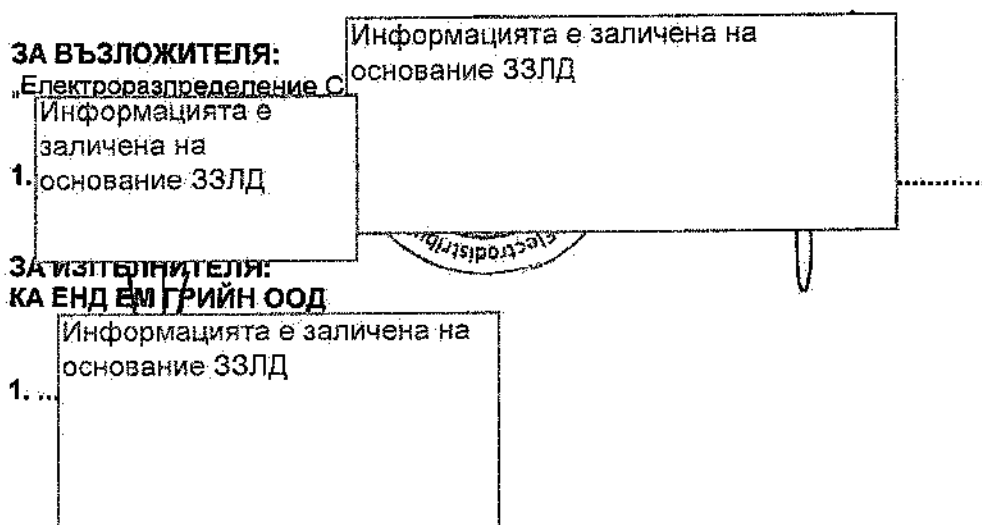 ЗА ВЪЗЛОЖИТЕЛЯ:
Информацията е заличена на
основание ЗЗЛД
„Електроразпределение С
Информацията е
заличена на
1. основание ЗЗЛД
Electrodistrib
ЗА ИЗПЪЛНИТЕЛЯ:
КА ЕНД ЕМ ГРИЙН ООД
Информацията е заличена на
основание ЗЗЛД
1. ...